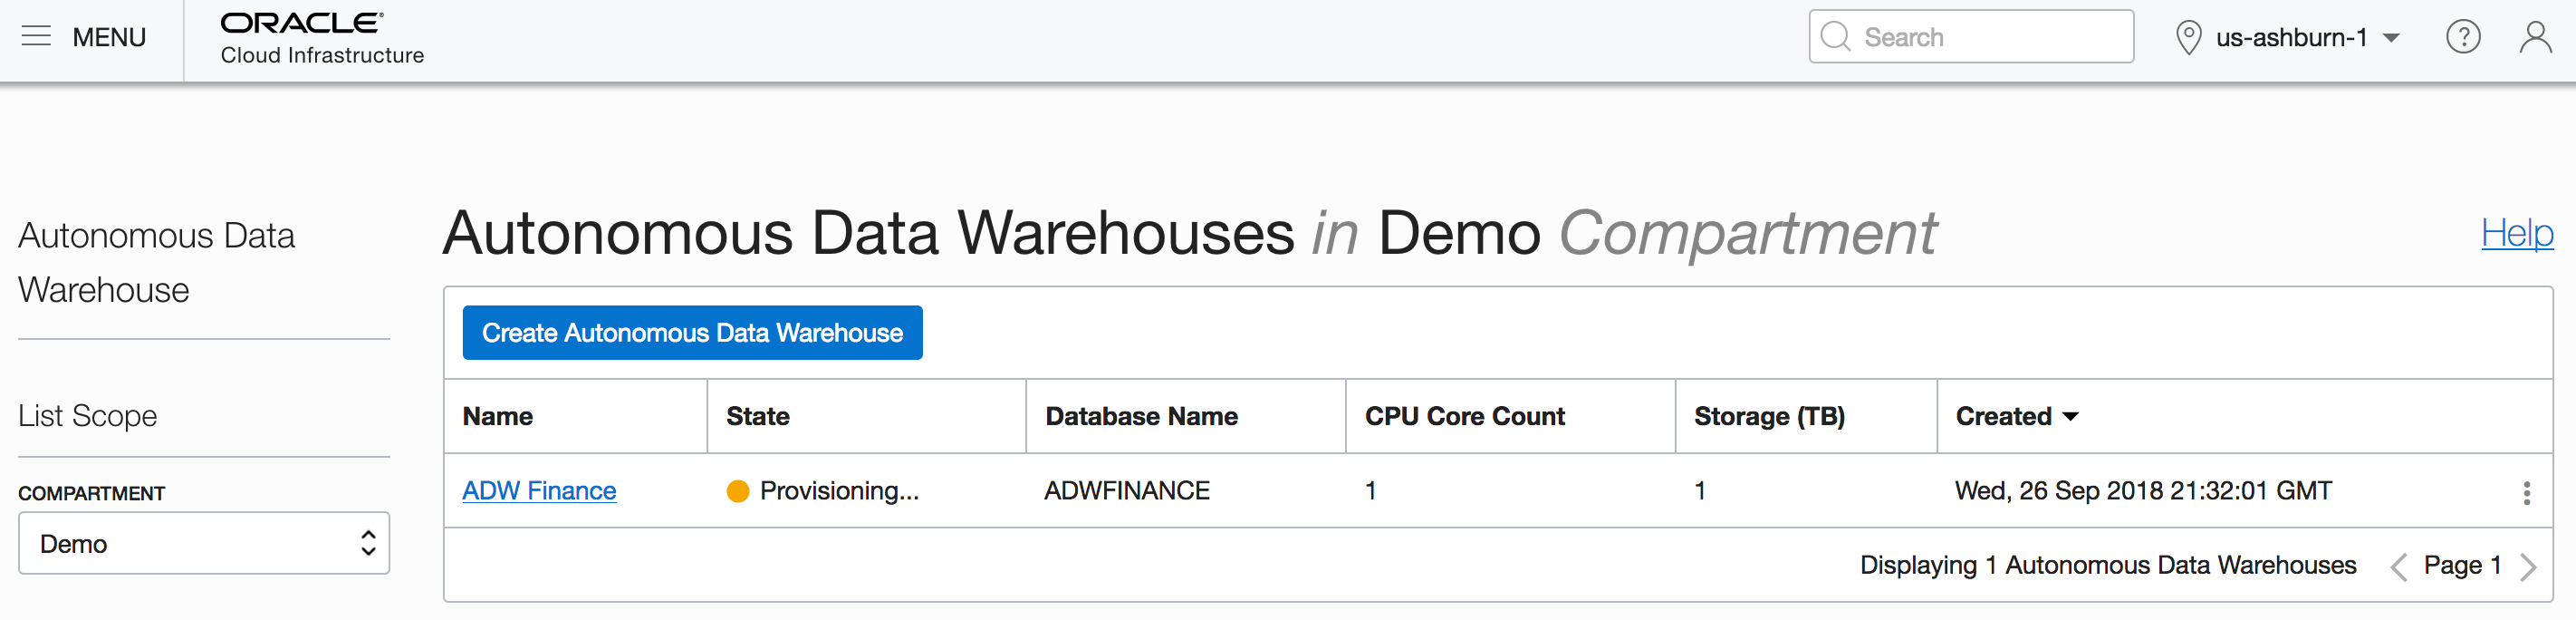 MENU
ORACLE
Cloud Infrastructure
Search
us-ashburn-1
?
Autonomous Data
Warehouse
List Scope
COMPARTMENT
Demo
Autonomous Data Warehouses in Demo Compartment
Help
Create Autonomous Data Warehouse
Name State Database Name CPU Core Count Storage (TB) Created
ADW Finance Provisioning... ADWFINANCE 1 1 Wed, 26 Sep 2018 21:32:01 GMT
Displaying 1 Autonomous Data Warehouses Page 1